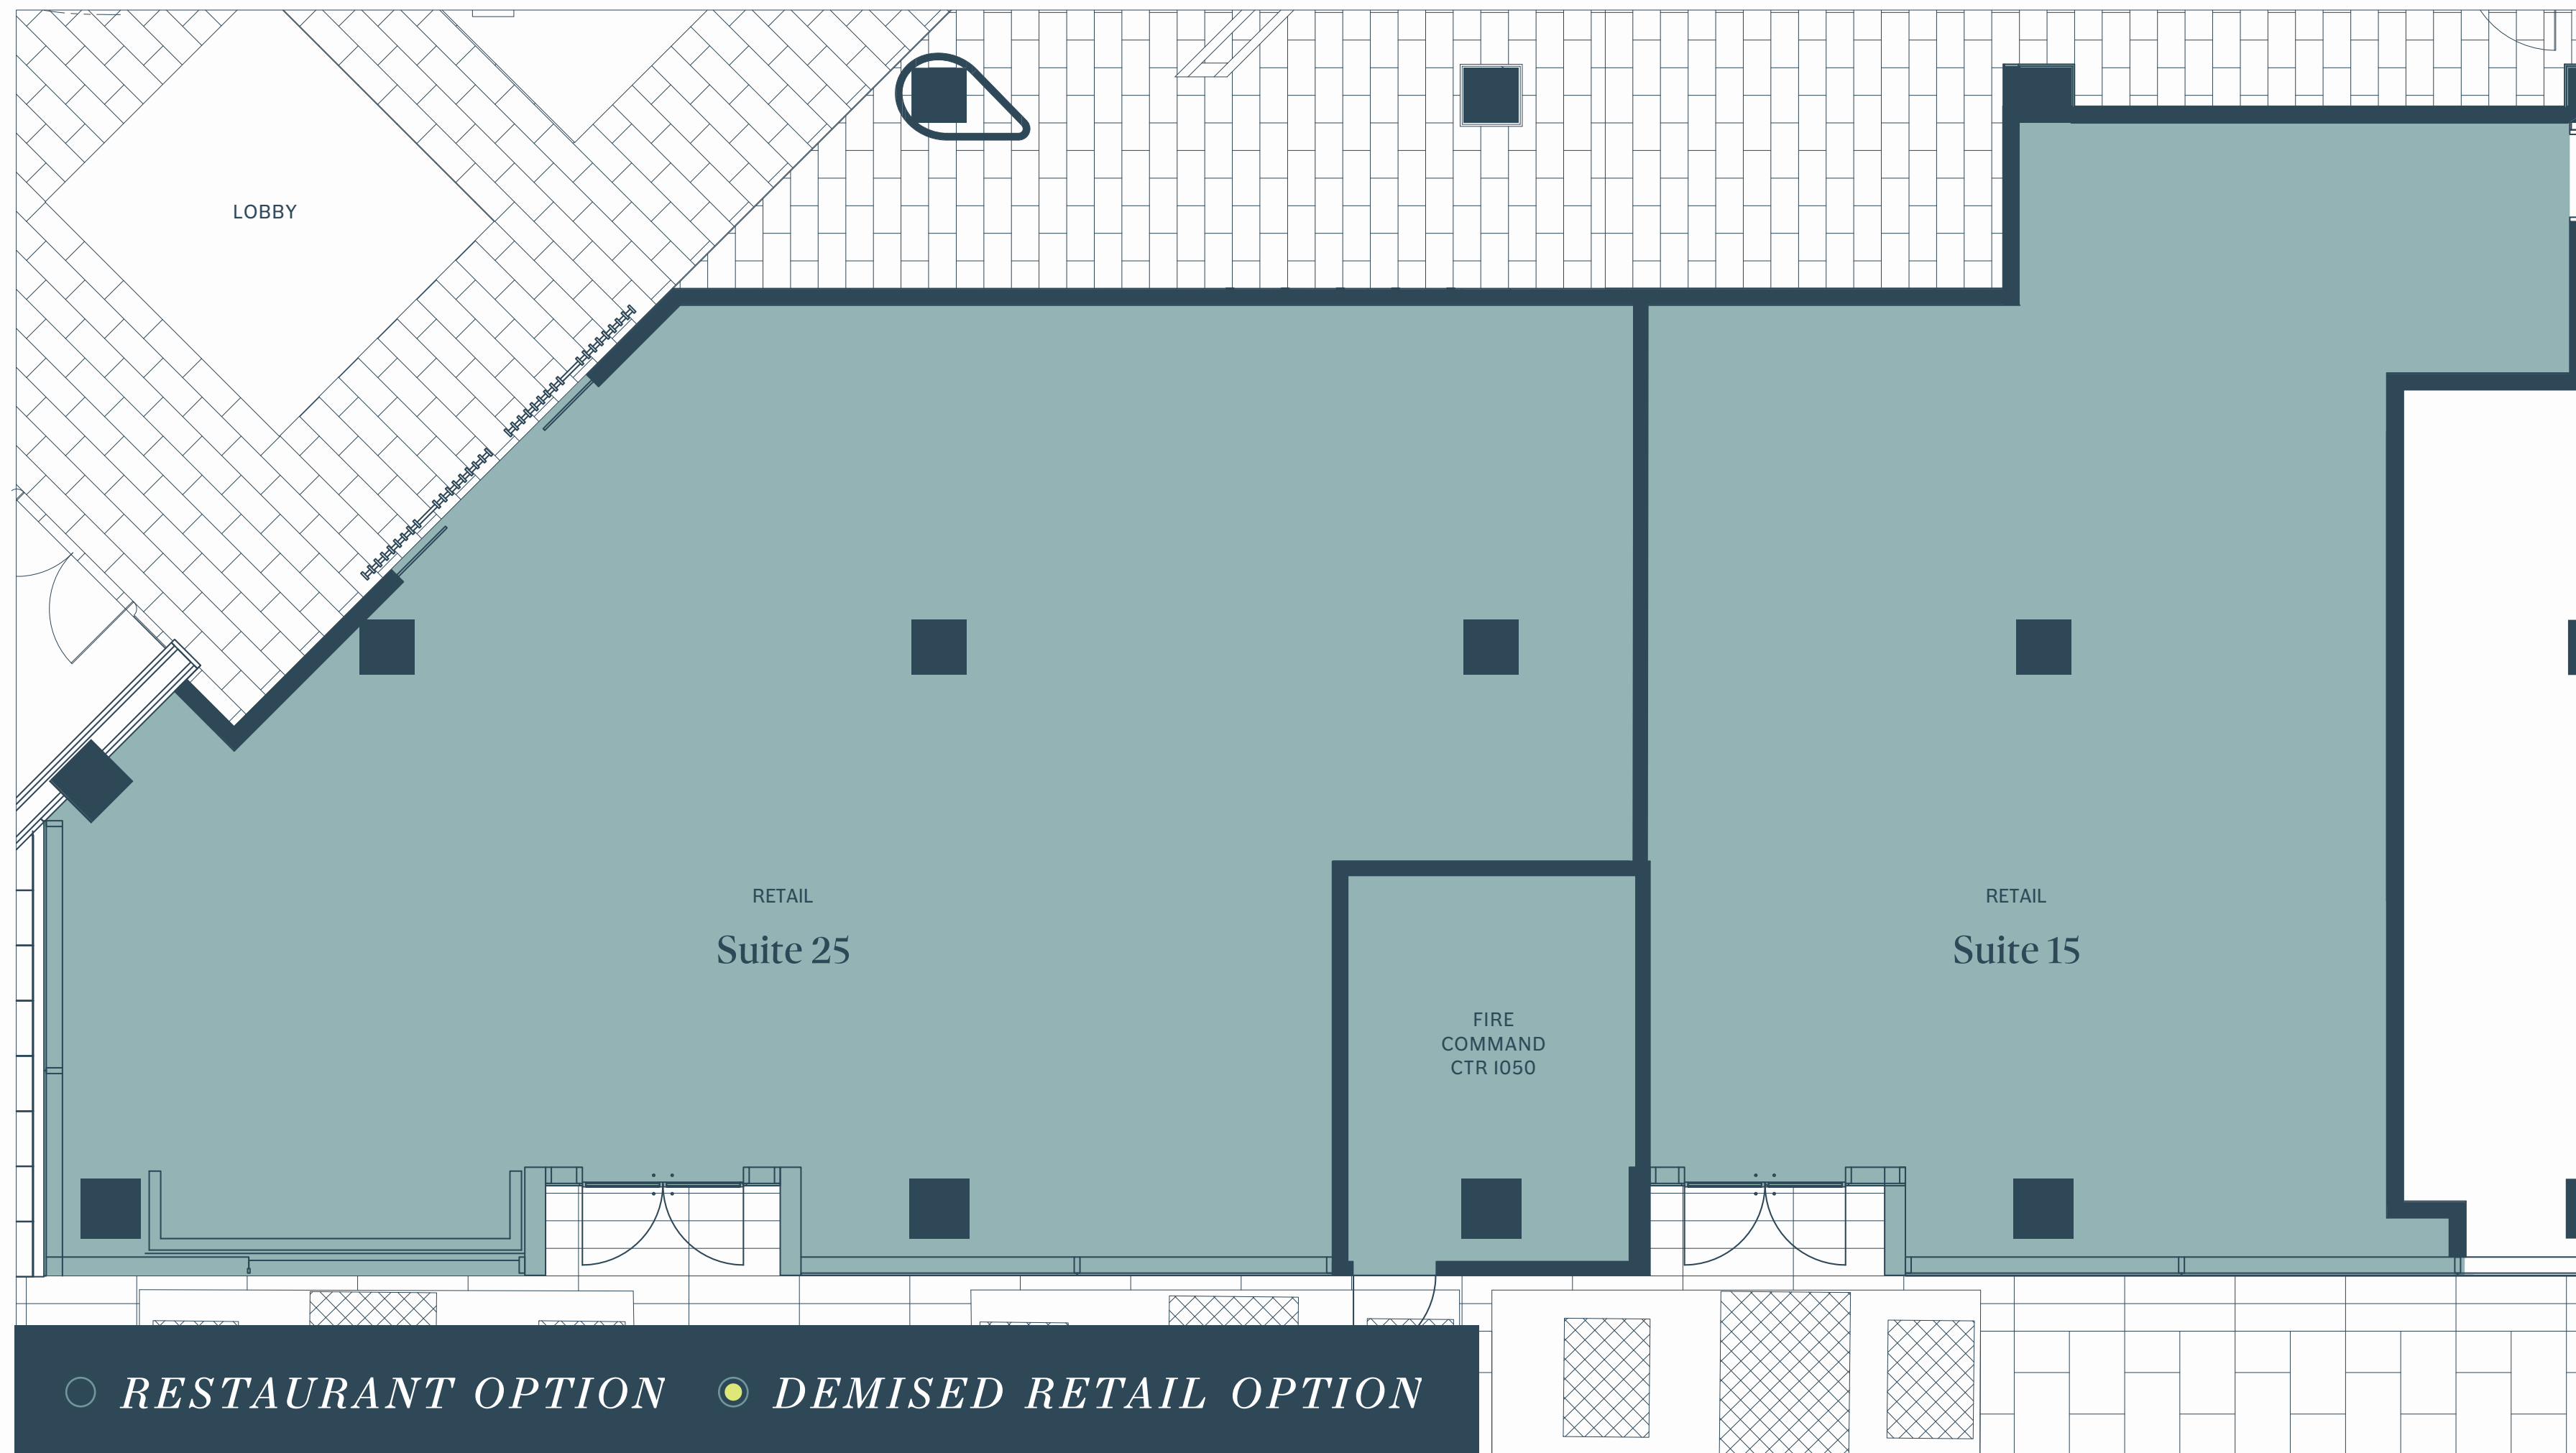 LOBBY
RETAIL
Suite 25
RETAIL
Suite 15
FIRE
COMMAND
CTR 1050
RESTAURANT OPTION
DEMISED RETAIL OPTION